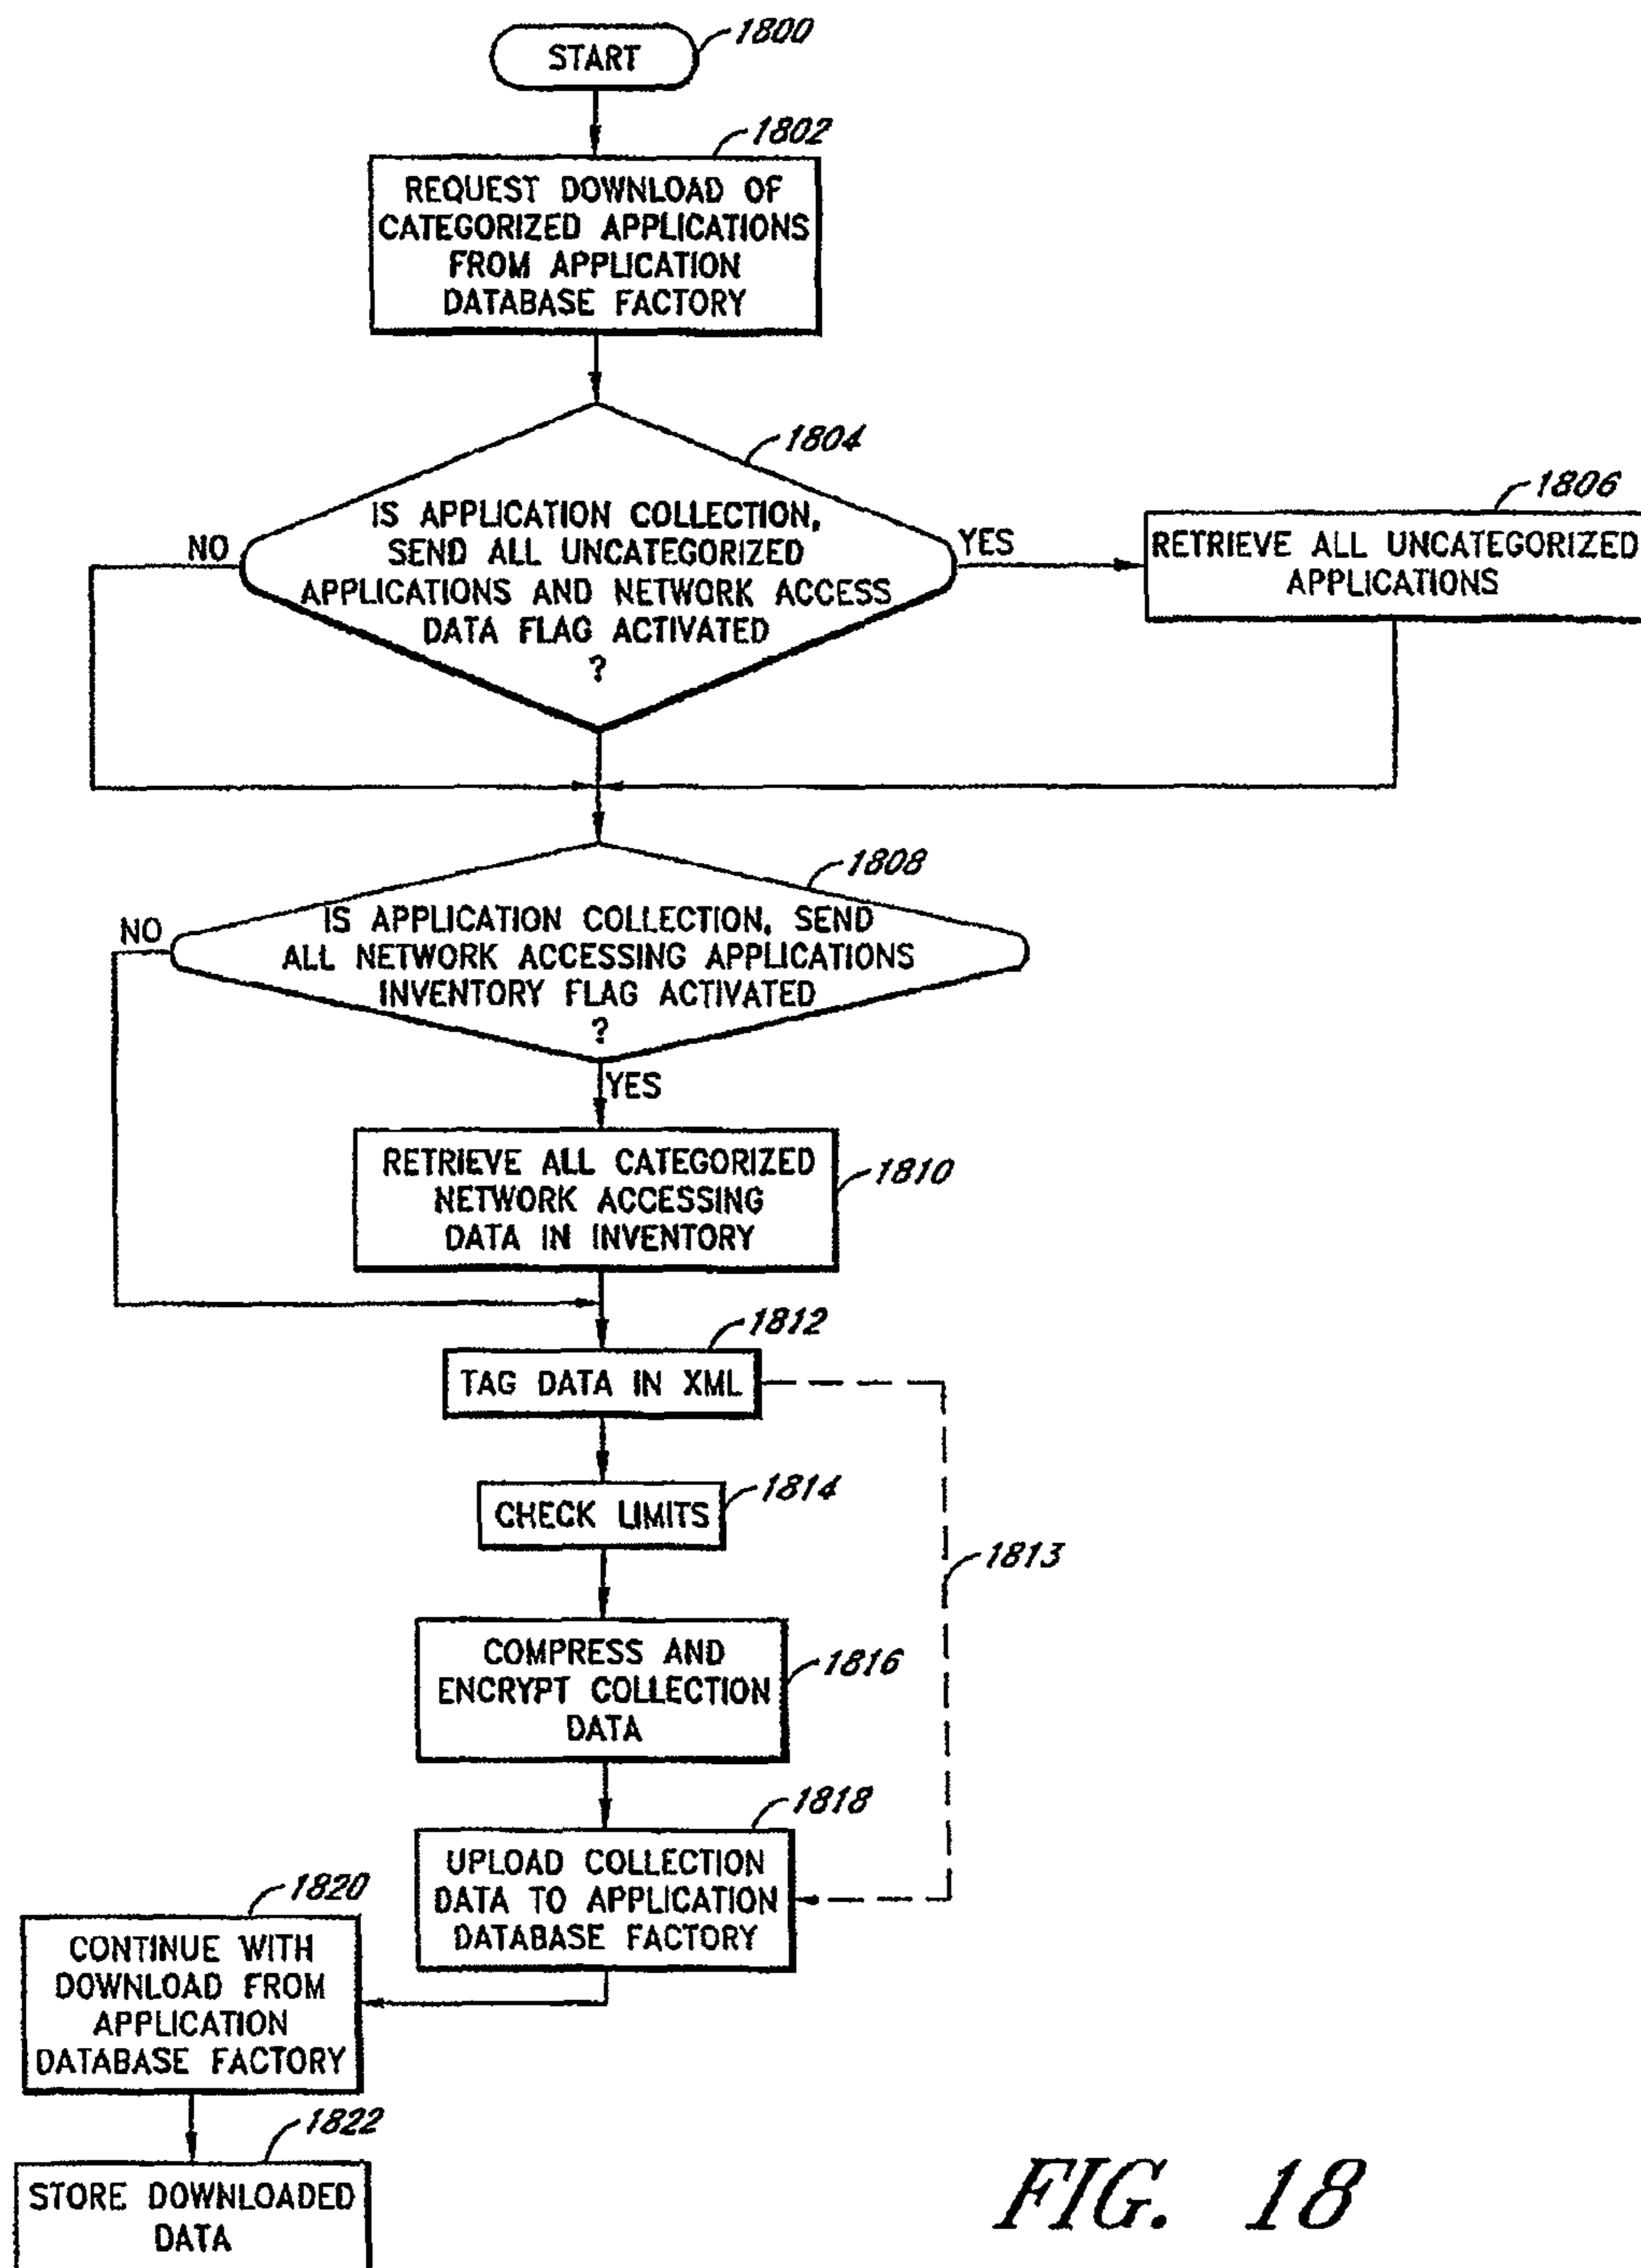 START
1800
1802
REQUEST DOWNLOAD OF
CATEGORIZED APPLICATIONS
FROM APPLICATION
DATABASE FACTORY
1804
IS APPLICATION COLLECTION,
SEND ALL UNCATEGORIZED
APPLICATIONS AND NETWORK ACCESS
DATA FLAG ACTIVATED
?
NO
YES
1806
RETRIEVE ALL UNCATEGORIZED
APPLICATIONS
1808
IS APPLICATION COLLECTION, SEND
ALL NETWORK ACCESSING APPLICATIONS
INVENTORY FLAG ACTIVATED
?
NO
YES
RETRIEVE ALL CATEGORIZED
NETWORK ACCESSING
DATA IN INVENTORY
1810
1812
TAG DATA IN XML
1813
CHECK LIMITS
1814
COMPRESS AND
ENCRYPT COLLECTION
DATA
1816
1818
UPLOAD COLLECTION
DATA TO APPLICATION
DATABASE FACTORY
1820
CONTINUE WITH
DOWNLOAD FROM
APPLICATION
DATABASE FACTORY
1822
STORE DOWNLOADED
DATA
FIG. 18